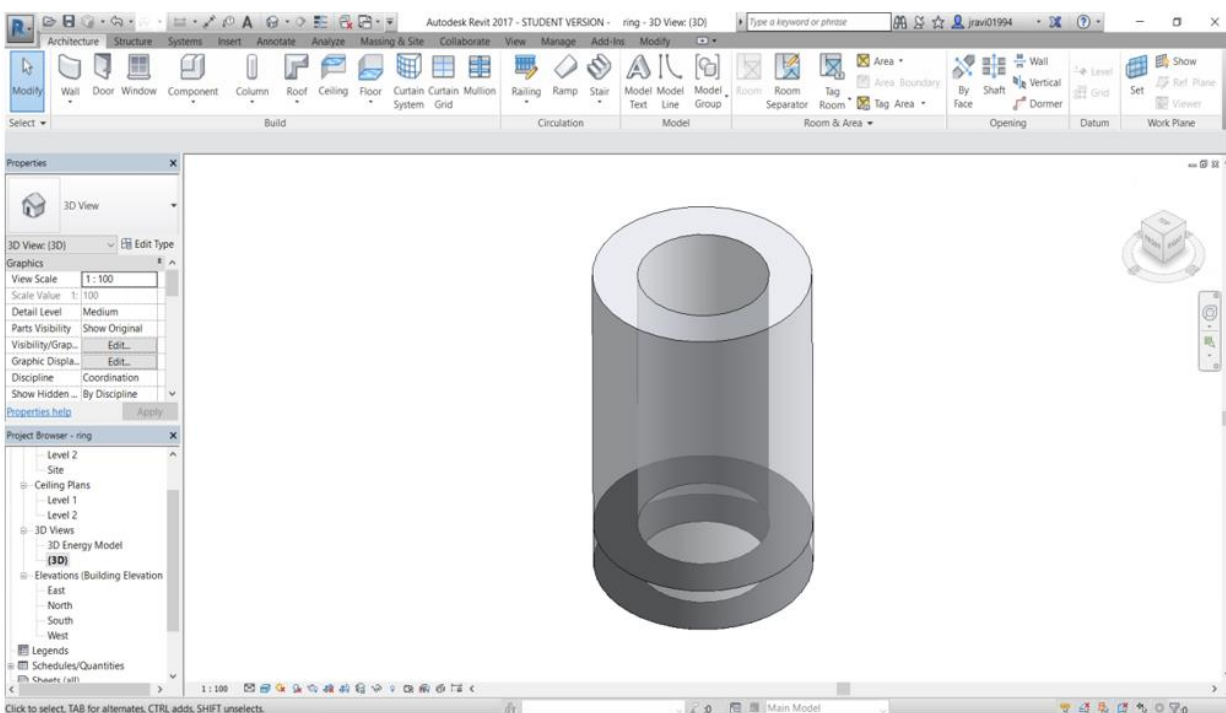 Autodesk Revit 2017 - STUDENT VERSION - ring - 3D View: {3D} Type a keyword or phrase jravi01994
Architecture Structure Systems Insert Annotate Analyze Massing & Site Collaborate View Manage Add-Ins Modify
Modify Wall Door Window Component Column Roof Ceiling Floor Curtain System Curtain Grid Mullion Railing Ramp Stair Model Text Model Line Model Group Room Room Separator Tag Room Area Area Boundary Tag Area By Face Shaft Wall Vertical Dormer Level Grid Set Show Ref Plane Viewer
Select Build Circulation Model Room & Area Opening Datum Work Plane
Properties
3D View
3D View: {3D} Edit Type
Graphics
View Scale 1 : 100
Scale Value 1: 100
Detail Level Medium
Parts Visibility Show Original
Visibility/Grap... Edit...
Graphic Displa... Edit...
Discipline Coordination
Show Hidden ... By Discipline
Properties help Apply
Project Browser - ring
Level 2
Site
Ceiling Plans
Level 1
Level 2
3D Views
3D Energy Model
{3D}
Elevations (Building Elevation
East
North
South
West
Legends
Schedules/Quantities
Sheets (all)
1 : 100
Click to select, TAB for alternates, CTRL adds, SHIFT unselects. :0 Main Model :0
TOP
FRONT
RIGHT